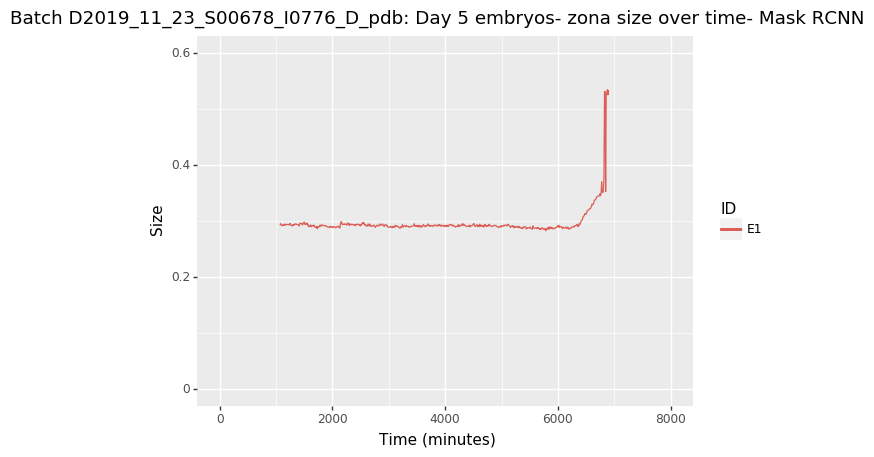 Batch D2019_11_23_S00678_I0776_D_pdb: Day 5 embryos- zona size over time- Mask RCNN
0.6
0.4
0.2
0
Size
0 2000 4000 6000 8000
Time (minutes)
ID
E1